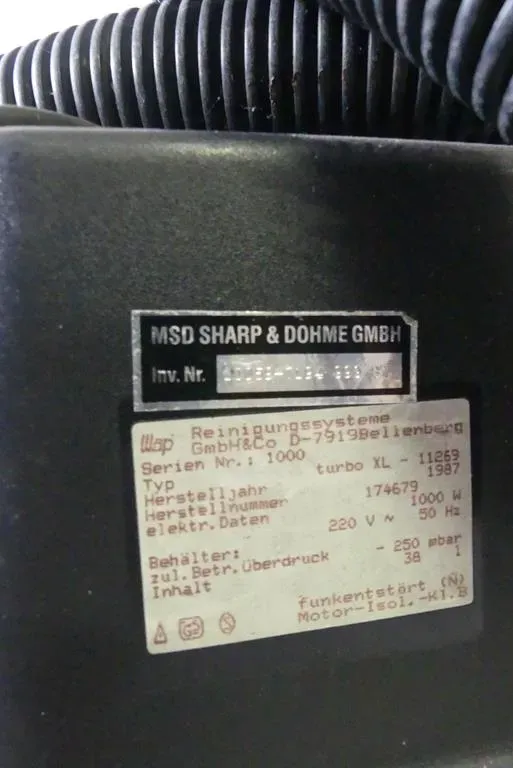 MSD SHARP & DOHME GMBH
Inv. Nr.
Wap Reinigungssysteme
GmbH&Co D-7919Bellenberg
Serien Nr.: 1000
Typ turbo XL - 11269
Herstelljahr 1987
Herstellnummer 174679
elektr.Daten 1000 W
220 V ~ 50 Hz
Behälter:
zul.Betr.Überdruck - 250 mbar
Inhalt 38 l
funkentstört (N)
Motor-Isol.-Kl.B
GS